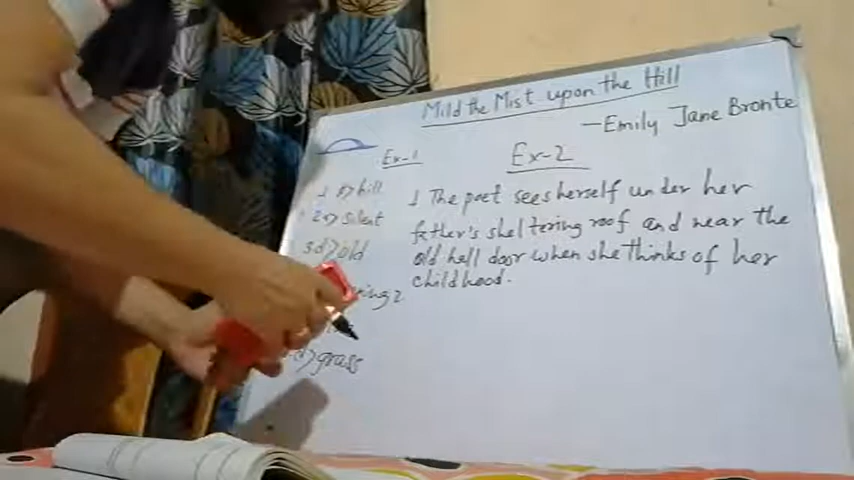 Mild the Mist upon the Hill
- Emily Jane Bronte
Ex-1
1 b> hill
2 a> silent
3 d> old
tering 2
d> grass
Ex-2
1 The poet sees herself under her
father's sheltering roof and near the
old hall door when she thinks of her
childhood.